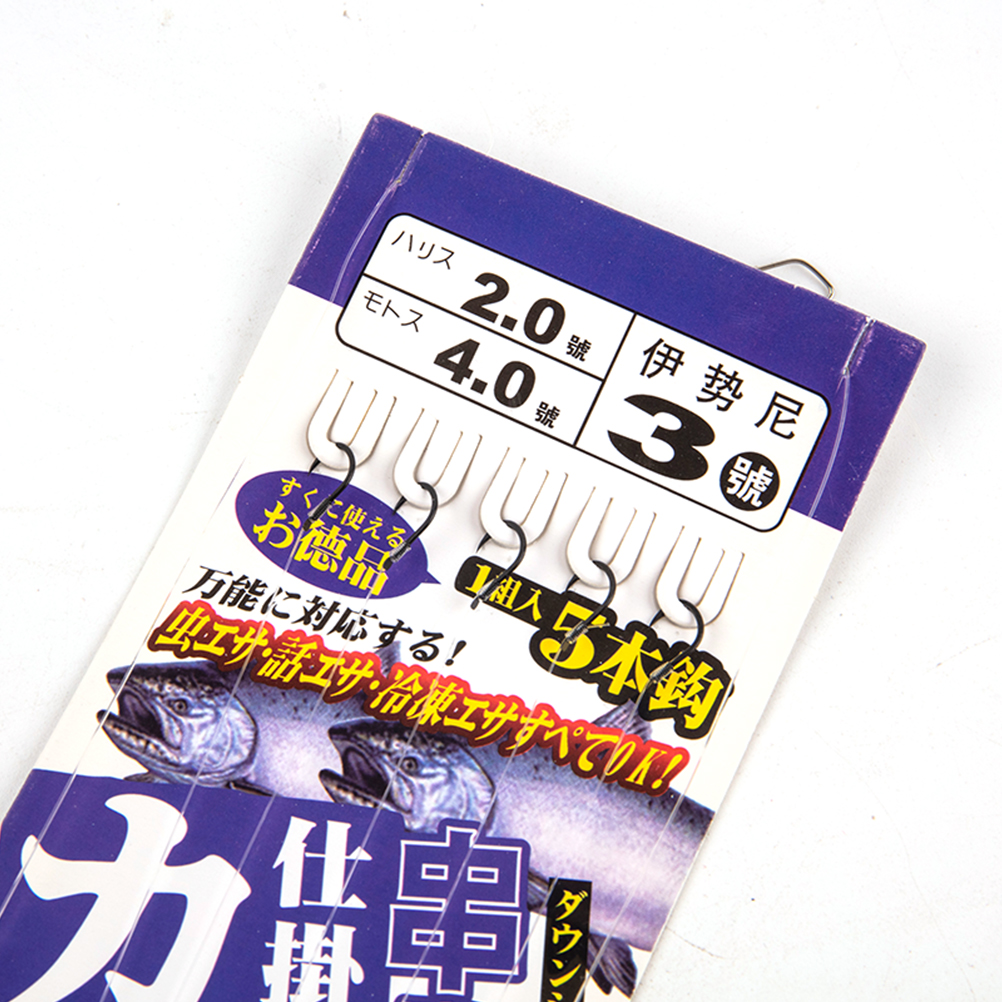 ハリス 2.0號
モトス 4.0號
伊势尼
3號
すぐに使える
お徳品
1組入 5本鈎
万能に対応する!
虫エサ・話エサ・冷凍エサすべてOK!
カ
仕掛
串
ダウン